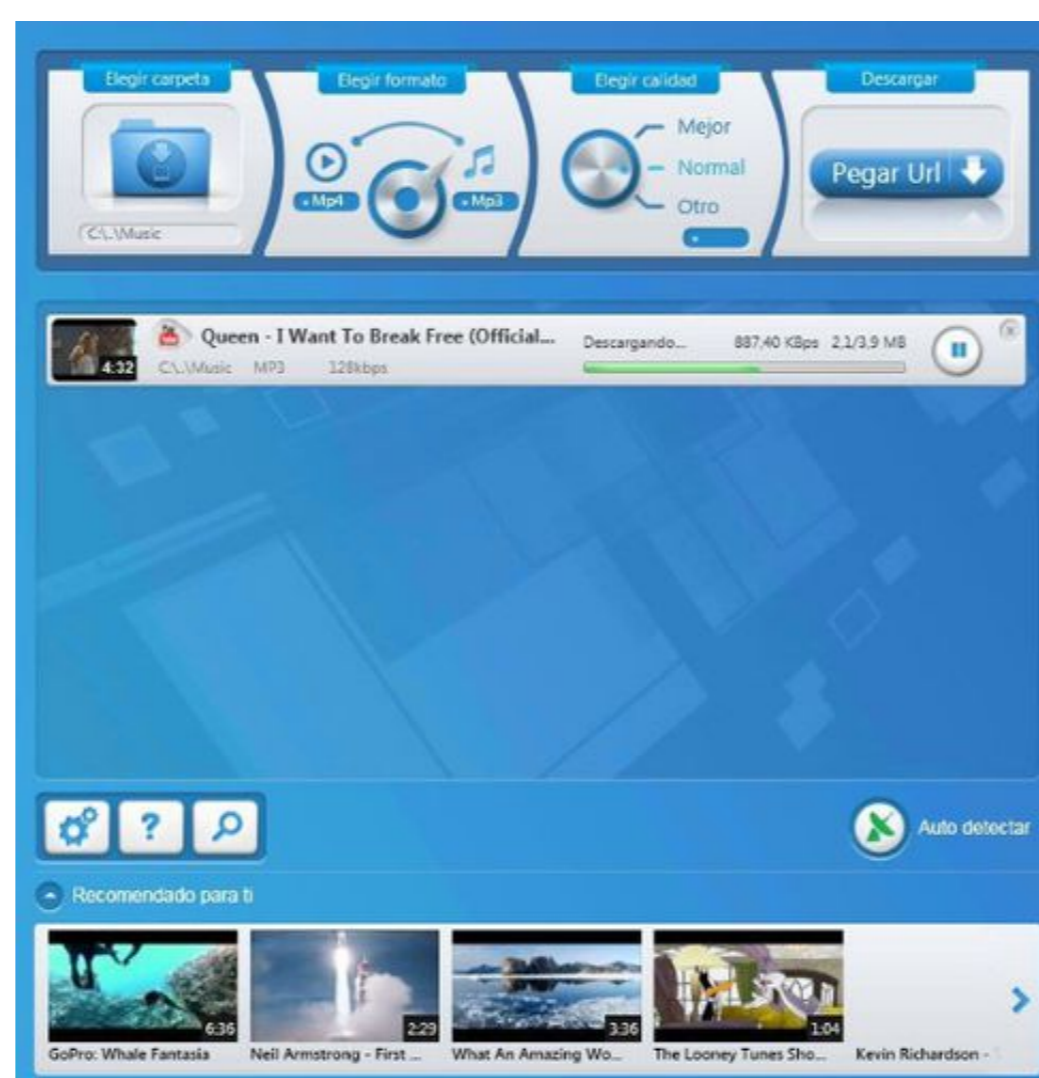 Elegir carpeta
Elegir formato
Elegir calidad
Descargar
C:\..\Music
Mp4
Mp3
Mejor
Normal
Otro
Pegar Url
Queen - I Want To Break Free (Official...
4:32
C:\..\Music MP3 128kbps
Descargando... 887,40 KBps 2,1/3,9 MB
?
Auto detectar
Recomendado para ti
6:36
2:29
3:36
1:04
GoPro: Whale Fantasia
Neil Armstrong - First ...
What An Amazing Wo...
The Looney Tunes Sho...
Kevin Richardson -